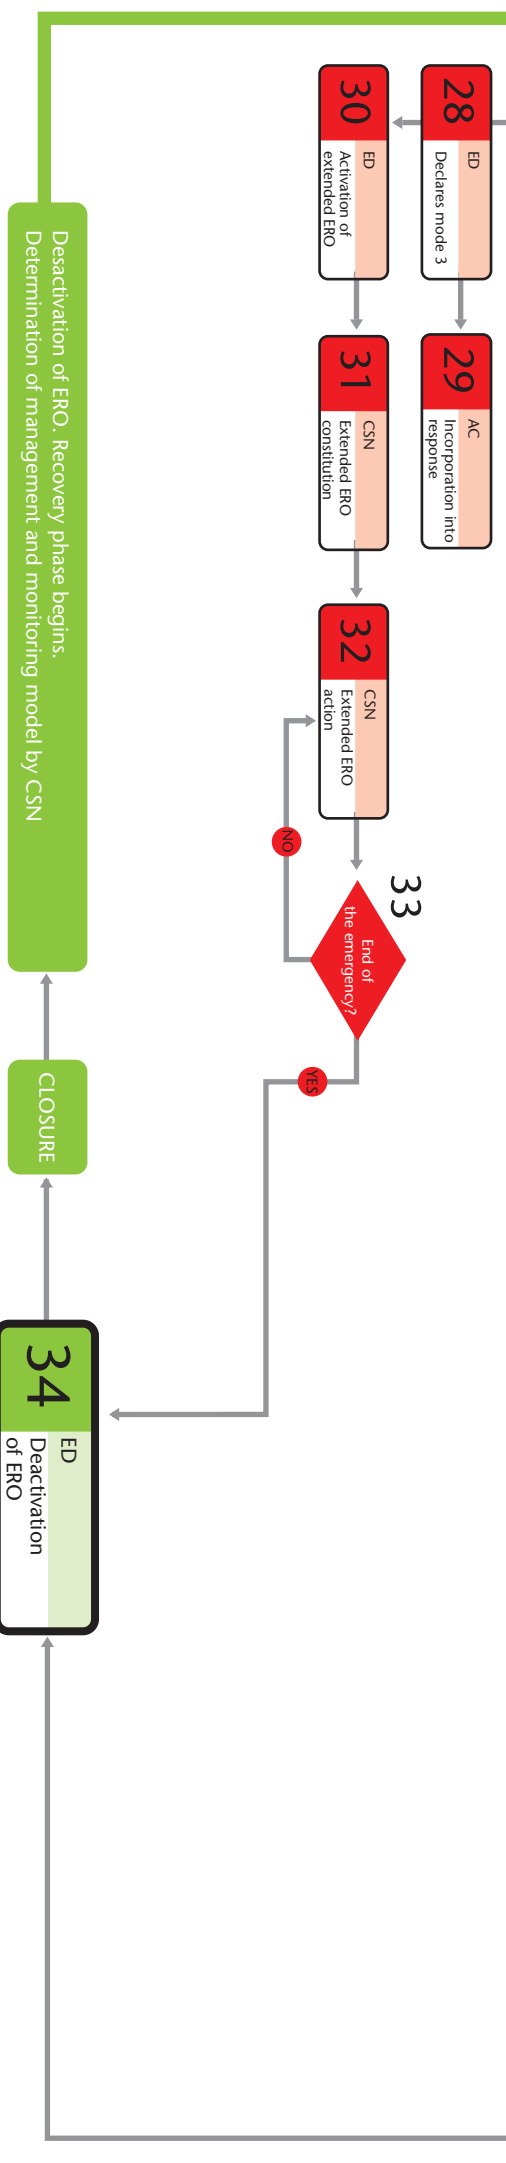 28
ED
Declares mode 3
29
AC
Incorporation into
response
30
ED
Activation of
extended ERO
31
CSN
Extended ERO
constitution
32
CSN
Extended ERO
action
33
End of
the emergency?
NO
YES
34
ED
Deactivation
of ERO
CLOSURE
Desactivation of ERO. Recovery phase begins.
Determination of management and monitoring model by CSN